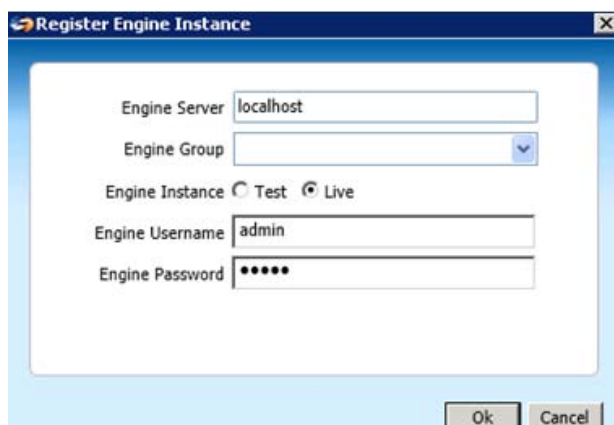 Register Engine Instance
Engine Server localhost
Engine Group
Engine Instance Test Live
Engine Username admin
Engine Password •••••
Ok Cancel